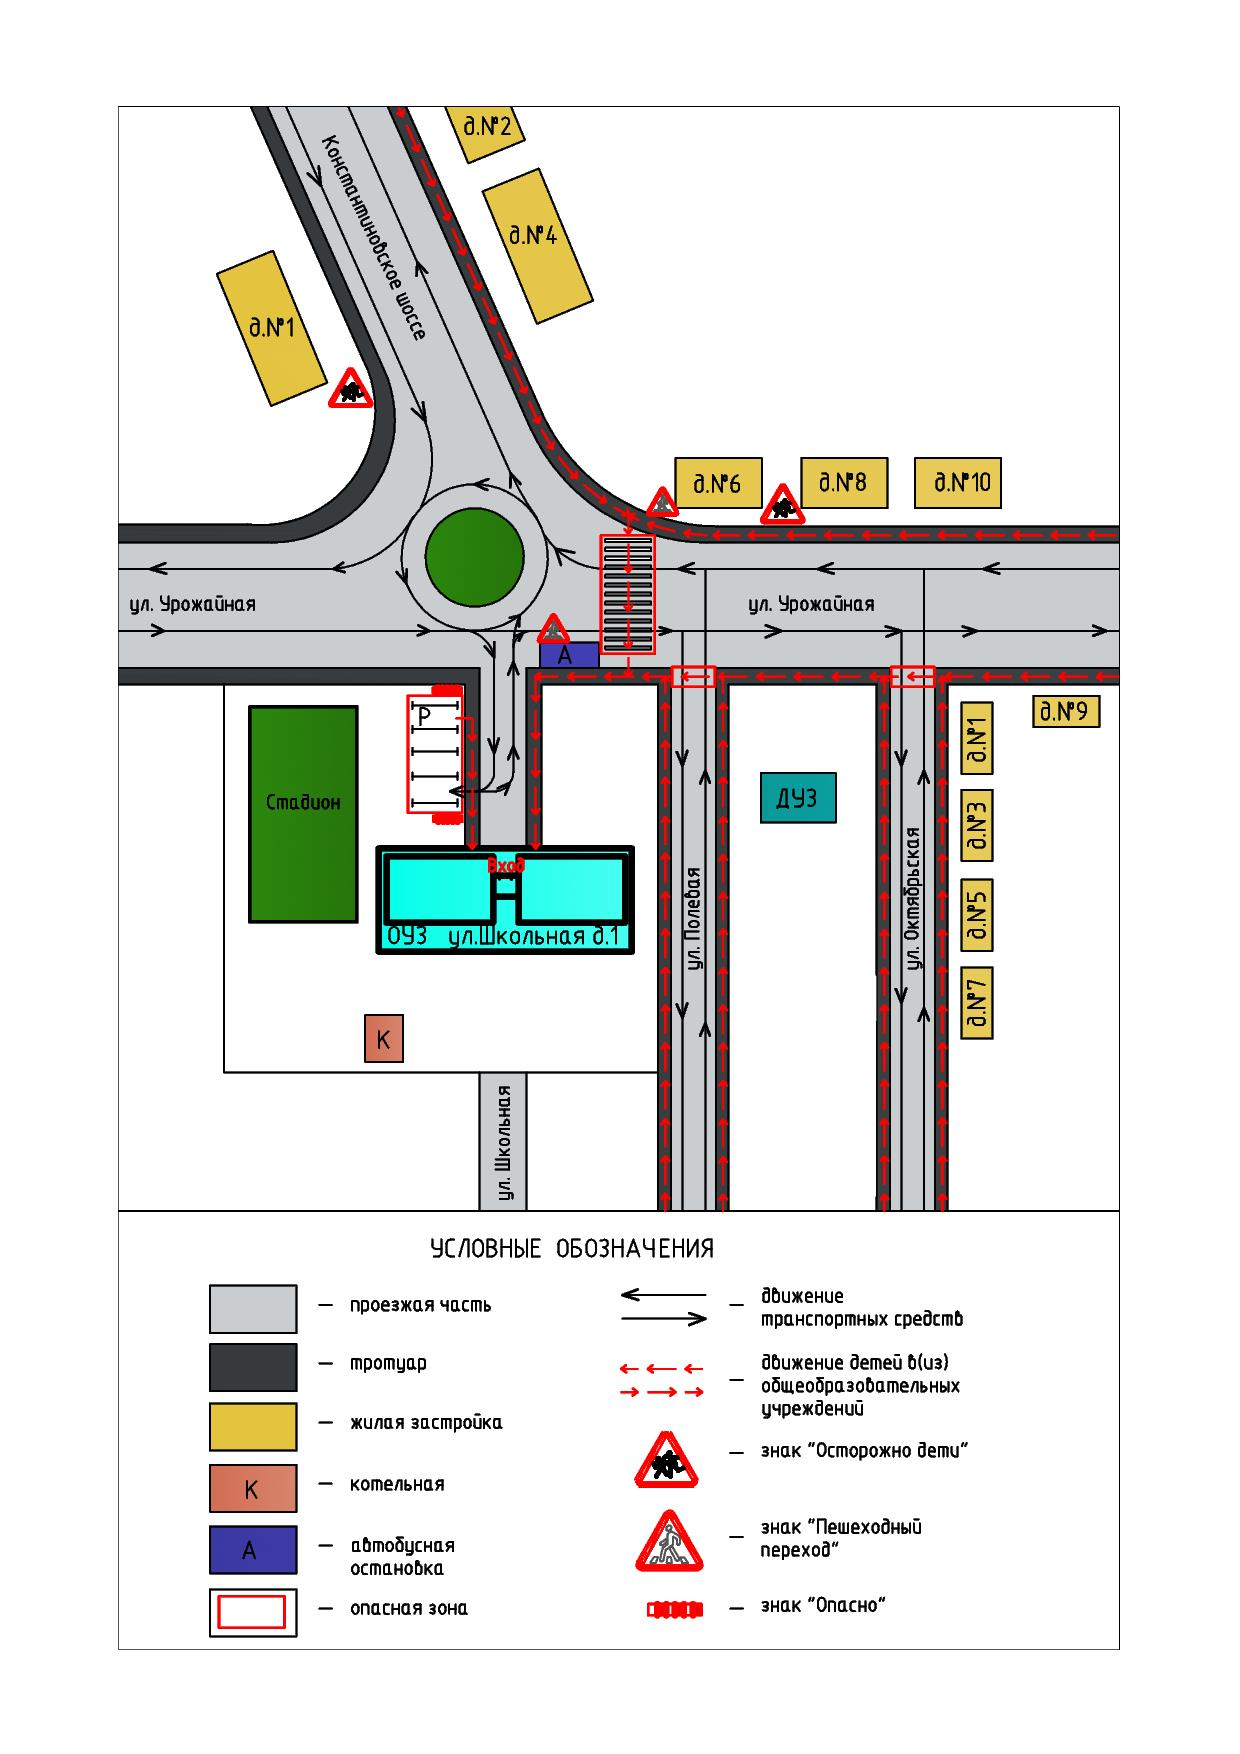 д.№2
Константиновское шоссе
д.№4
д.№1
д.№6
д.№8
д.№10
ул. Урожайная
ул. Урожайная
А
Р
д.№9
д.№1
Стадион
ДУЗ
д.№3
Вход
ул. Полевая
ул. Октябрьская
д.№5
ОУЗ ул.Школьная д.1
д.№7
К
ул. Школьная
УСЛОВНЫЕ ОБОЗНАЧЕНИЯ
— проезжая часть
— тротуар
— жилая застройка
К — котельная
А — автобусная
остановка
— опасная зона
— движение
транспортных средств
— движение детей в(из)
общеобразовательных
учреждений
— знак "Осторожно дети"
— знак "Пешеходный
переход"
— знак "Опасно"